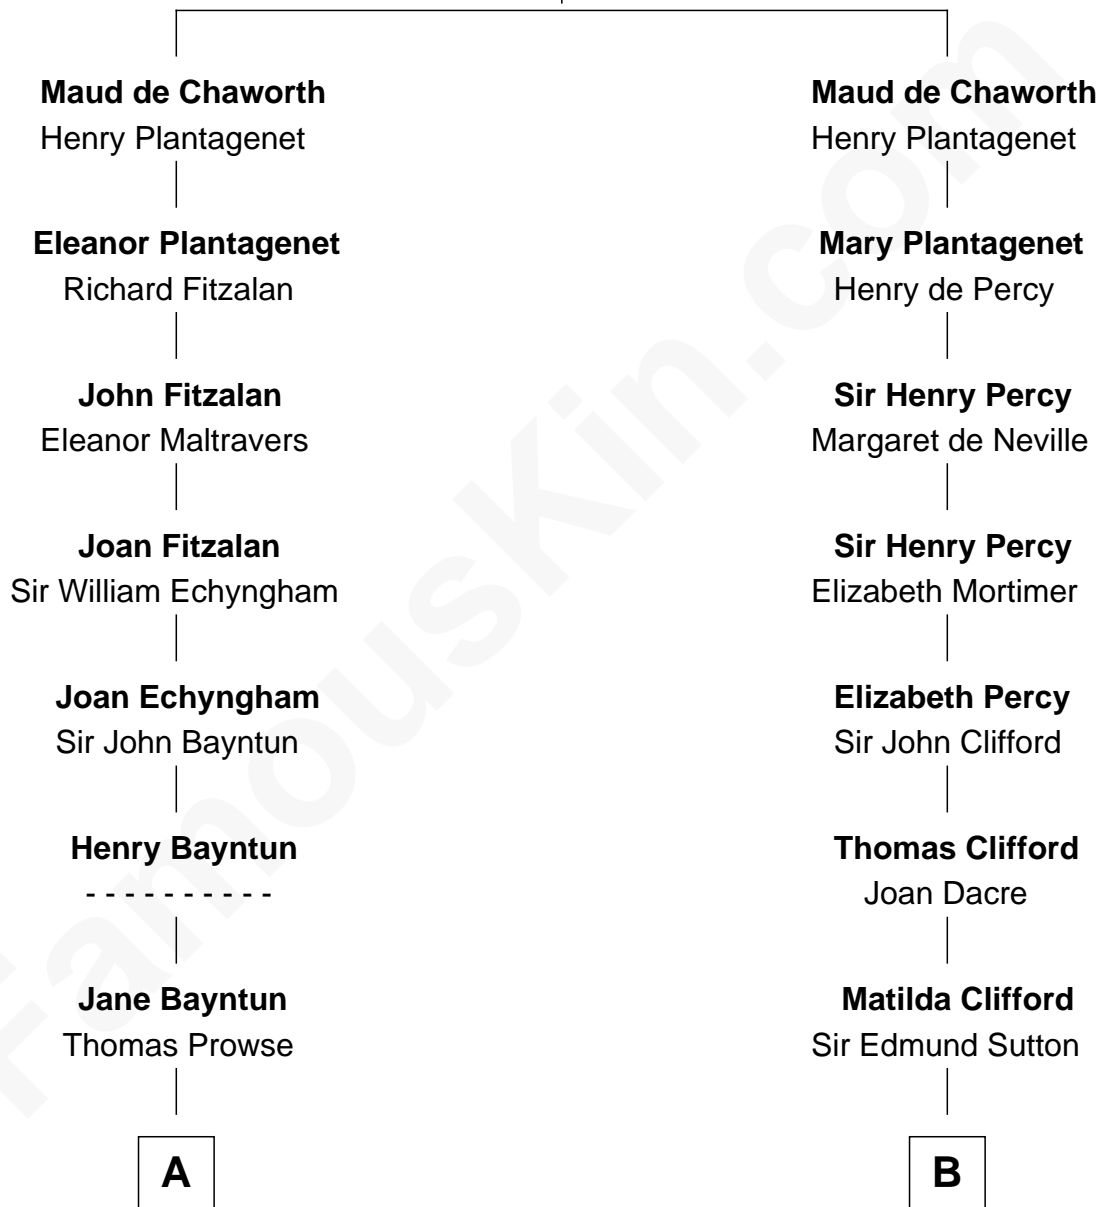 Maud de Chaworth
Henry Plantagenet
Eleanor Plantagenet
Richard Fitzalan
John Fitzalan
Eleanor Maltravers
Joan Fitzalan
Sir William Echyngham
Joan Echyngham
Sir John Bayntun
Henry Bayntun
- - - - - - - - - -
Jane Bayntun
Thomas Prowse
A
Maud de Chaworth
Henry Plantagenet
Mary Plantagenet
Henry de Percy
Sir Henry Percy
Margaret de Neville
Sir Henry Percy
Elizabeth Mortimer
Elizabeth Percy
Sir John Clifford
Thomas Clifford
Joan Dacre
Matilda Clifford
Sir Edmund Sutton
B
FamousKin.com